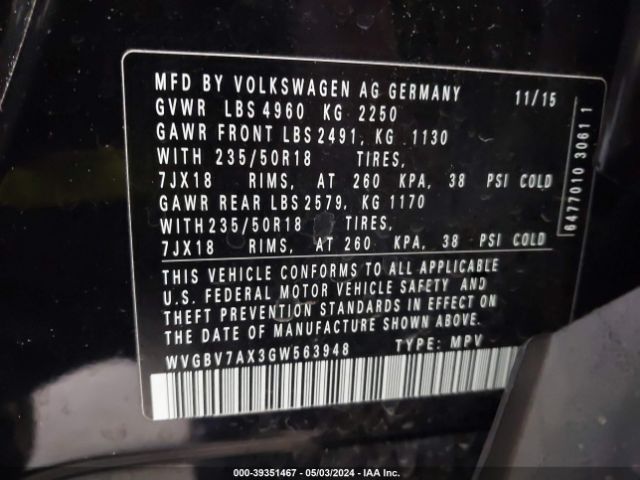 MFD BY VOLKSWAGEN AG GERMANY 11/15
GVWR LBS 4960 KG 2250
GAWR FRONT LBS 2491, KG 1130
WITH 235/50R18 TIRES,
7JX18 RIMS, AT 260 KPA, 38 PSI COLD
GAWR REAR LBS 2579, KG 1170
WITH 235/50R18 TIRES,
7JX18 RIMS, AT 260 KPA, 38 PSI COLD
THIS VEHICLE CONFORMS TO ALL APPLICABLE
U.S. FEDERAL MOTOR VEHICLE SAFETY AND
THEFT PREVENTION STANDARDS IN EFFECT ON
THE DATE OF MANUFACTURE SHOWN ABOVE.
WVGBV7AX3GW563948 TYPE: MPV
6477010 30611
000-39351467 - 05/03/2024 - IAA Inc.